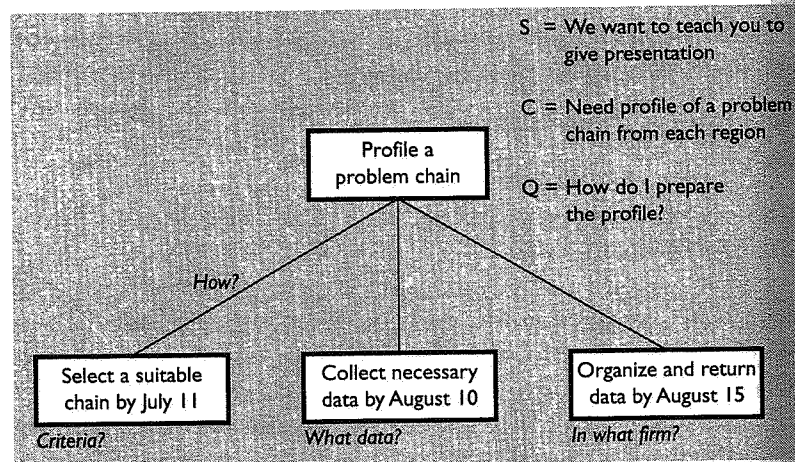 S = We want to teach you to
give presentation
C = Need profile of a problem
chain from each region
Q = How do I prepare
the profile?
Profile a
problem chain
How?
Select a suitable
chain by July 11
Criteria?
Collect necessary
data by August 10
What data?
Organize and return
data by August 15
In what firm?